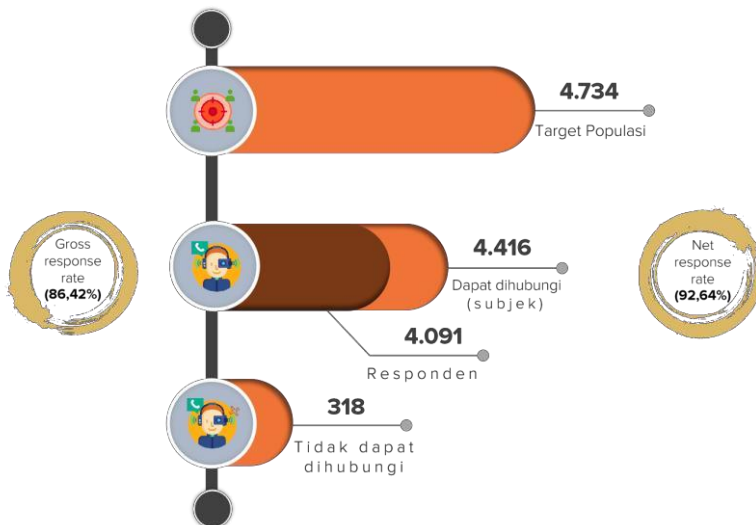 4.734
Target Populasi
Gross
response
rate
(86,42%)
4.416
Dapat dihubungi
(subjek)
Net
response
rate
(92,64%)
4.091
Responden
318
Tidak dapat
dihubungi